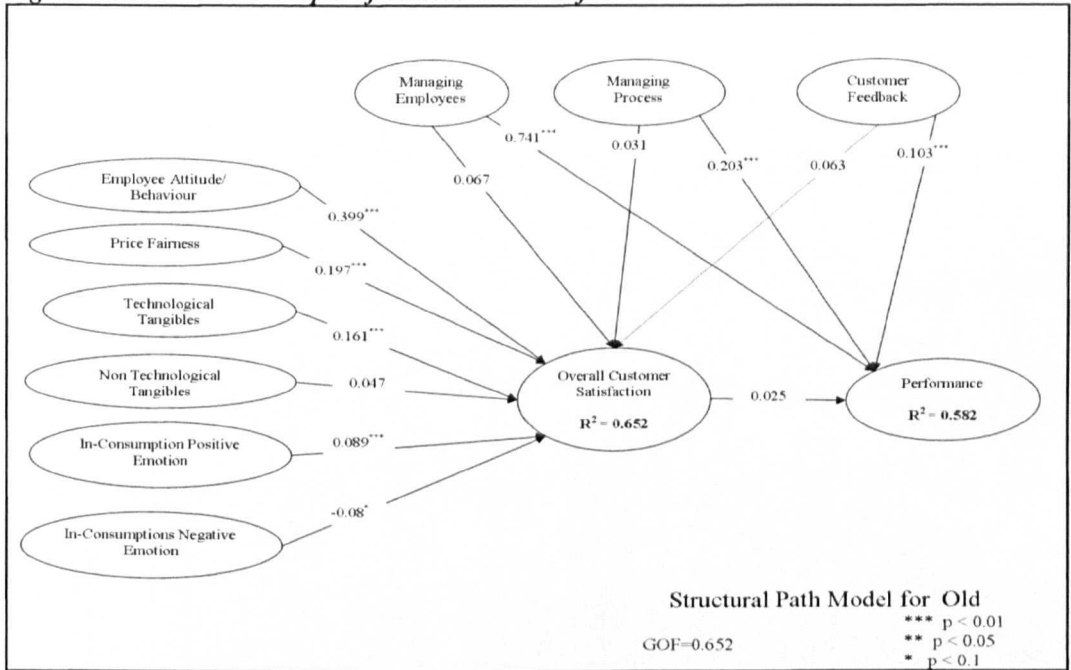 Managing
Employees
Managing
Process
Customer
Feedback
0.741***
0.031
0.203***
0.063
0.103***
0.067
Employee Attitude/
Behaviour
0.399***
Price Fairness
0.197***
Technological
Tangibles
0.161***
Non Technological
Tangibles
0.047
In-Consumption Positive
Emotion
0.089***
In-Consumptions Negative
Emotion
-0.08*
Overall Customer
Satisfaction
R² = 0.652
0.025
Performance
R² = 0.582
Structural Path Model for Old
GOF=0.652
*** p < 0.01
** p < 0.05
* p < 0.1